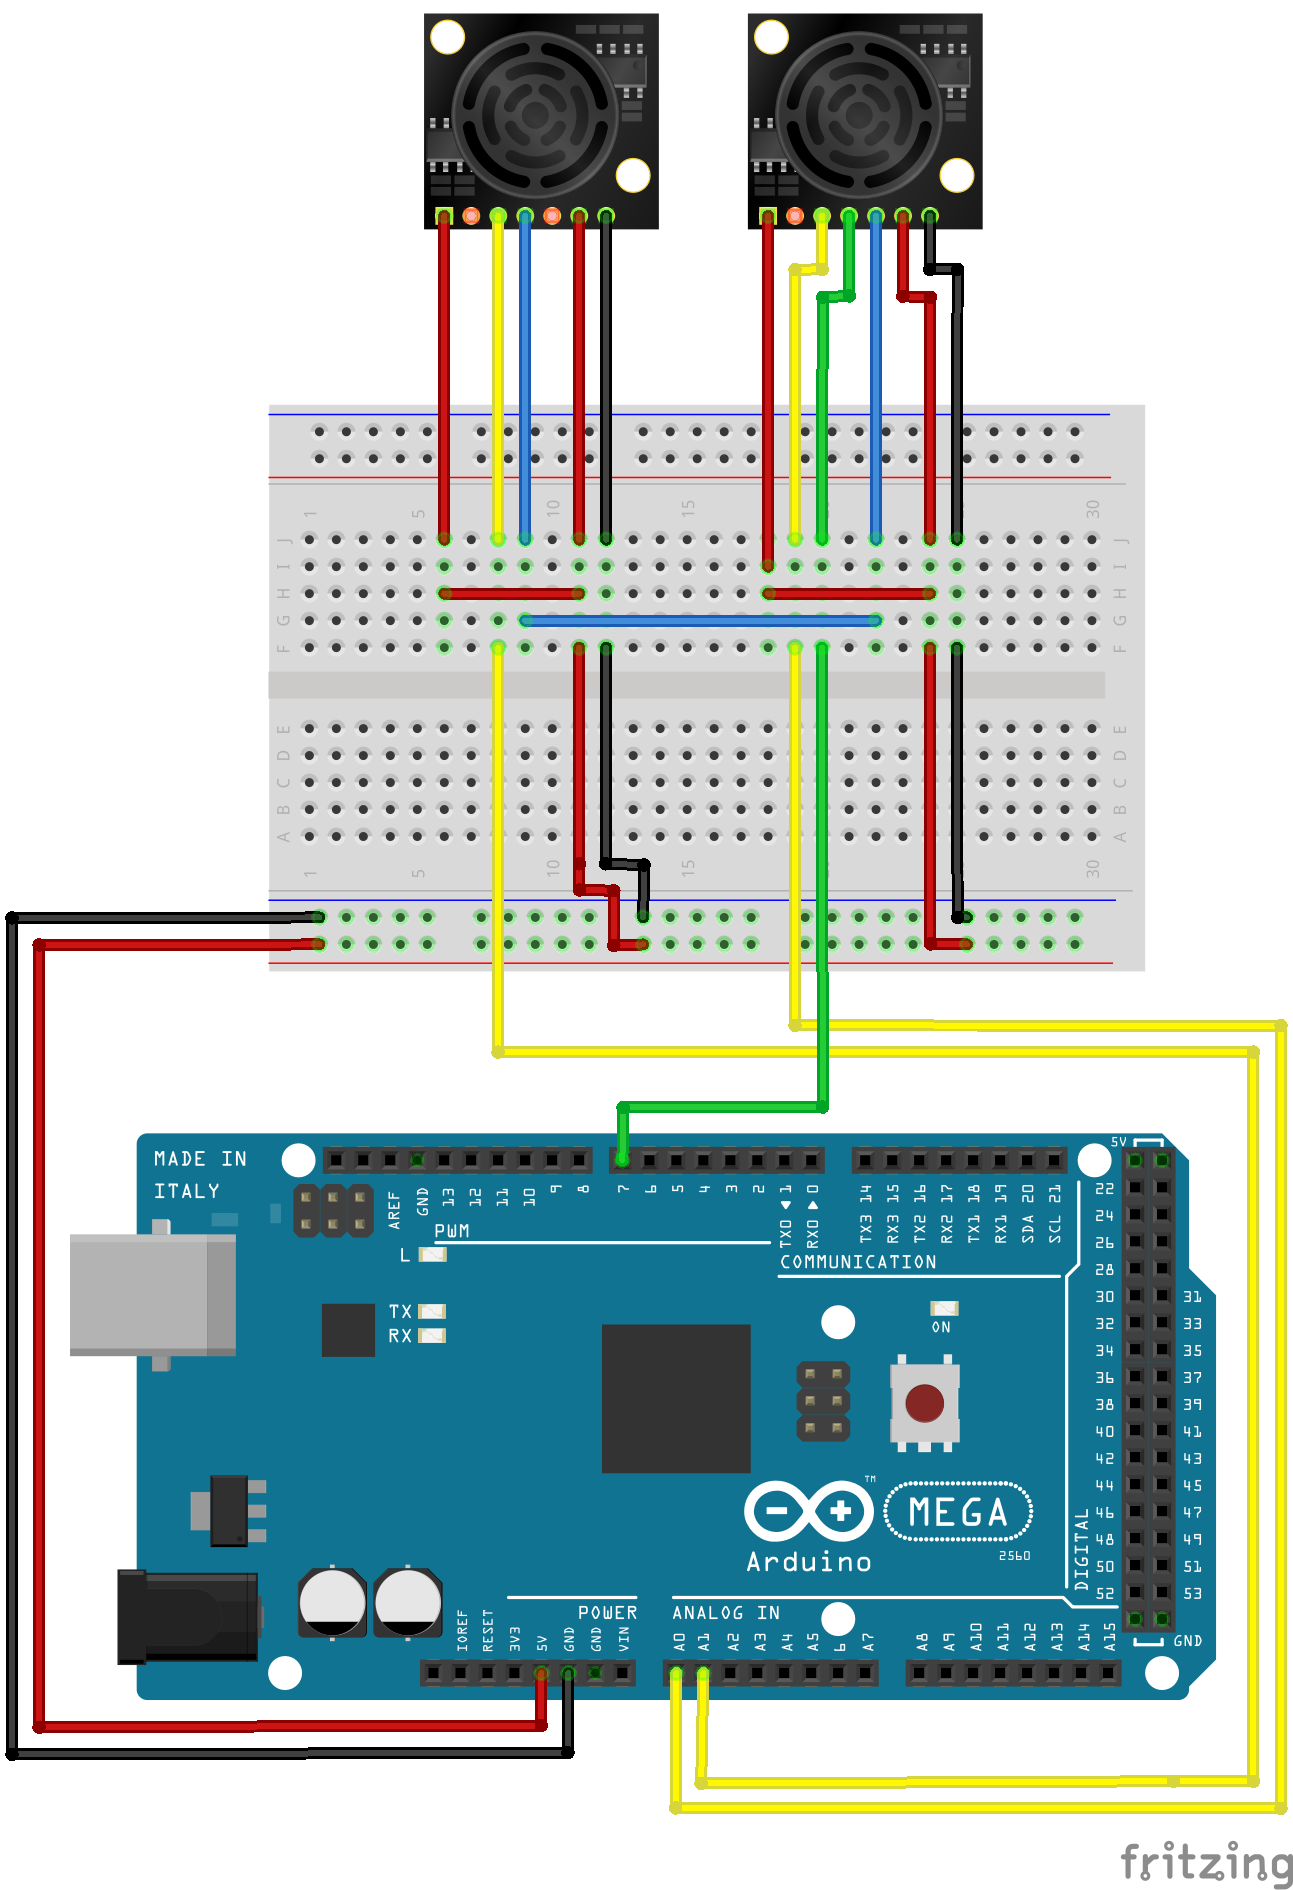 1 5 10 15 30
J J
I I
H H
G G
F F
E E
D D
C C
B B
A A
1 5 10 15 30
MADE IN
ITALY
5V
AREF GND 13 12 11 10 9 8 7 6 5 4 3 2 TX0 1 RX0 0 TX3 14 RX3 15 TX2 16 RX2 17 TX1 18 RX1 19 SDA 20 SCL 21
PWM
COMMUNICATION
L
TX
RX
ON
22
24
26
28
30 31
32 33
34 35
36 37
38 39
40 41
42 43
44 45
46 47
48 49
50 51
52 53
DIGITAL
GND
TM
MEGA
2560
Arduino
POWER
ANALOG IN
IOREF RESET 3V3 5V GND GND VIN A0 A1 A2 A3 A4 A5 6 A7 A8 A9 A10 A11 A12 A13 A14 A15
fritzing